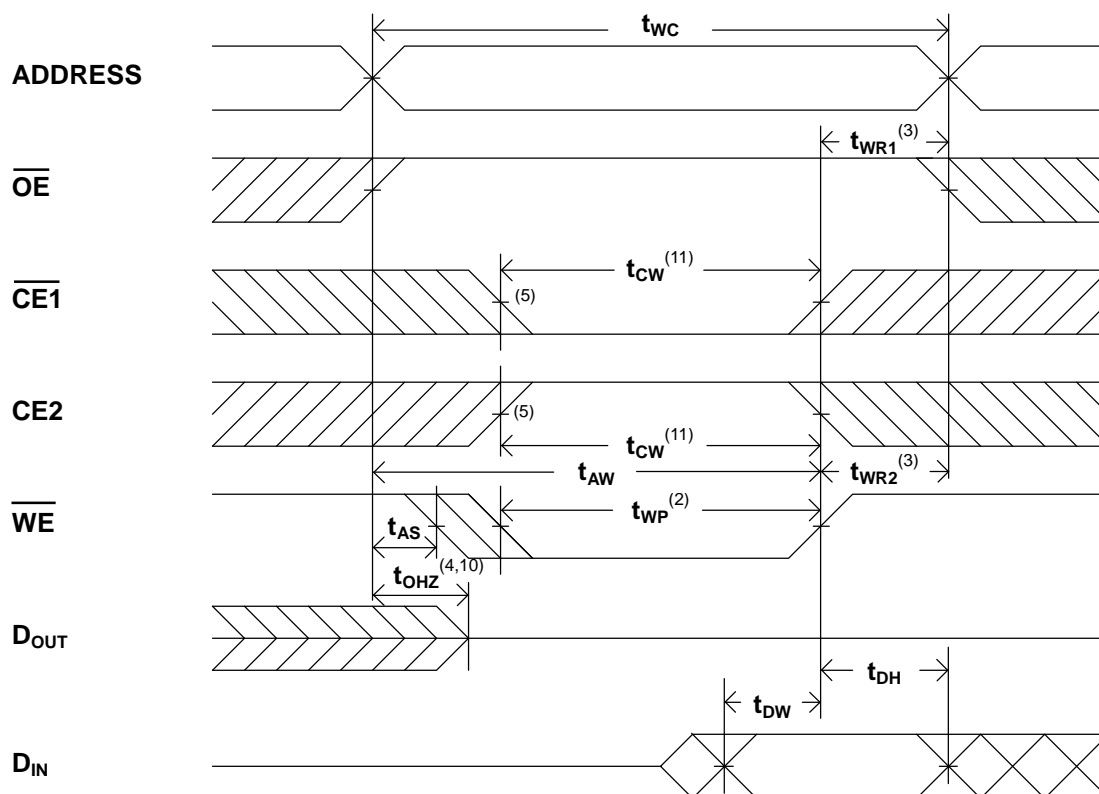 tWC
ADDRESS
tWR1(3)
OE
tCW(11)
CE1
(5)
CE2
(5)
tCW(11)
tAW
tWR2(3)
WE
tWP(2)
tAS
tOHZ(4,10)
DOUT
tDH
tDW
DIN